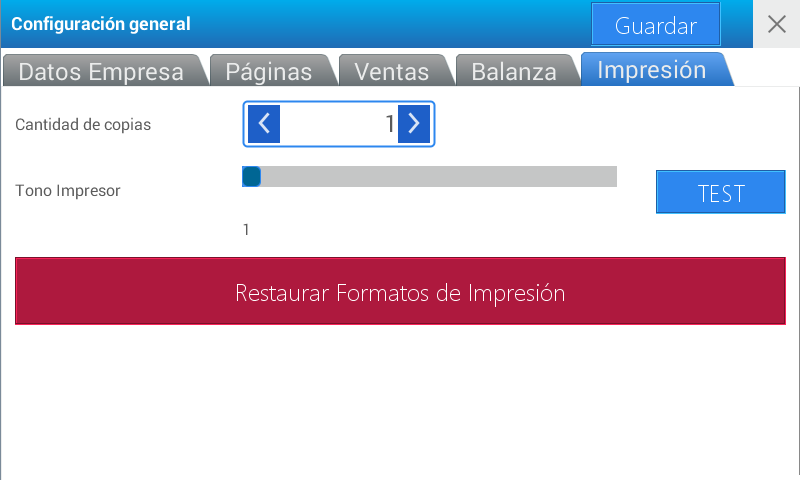 Configuración general
Guardar
Datos Empresa
Páginas
Ventas
Balanza
Impresión
Cantidad de copias
1
Tono Impresor
TEST
1
Restaurar Formatos de Impresión